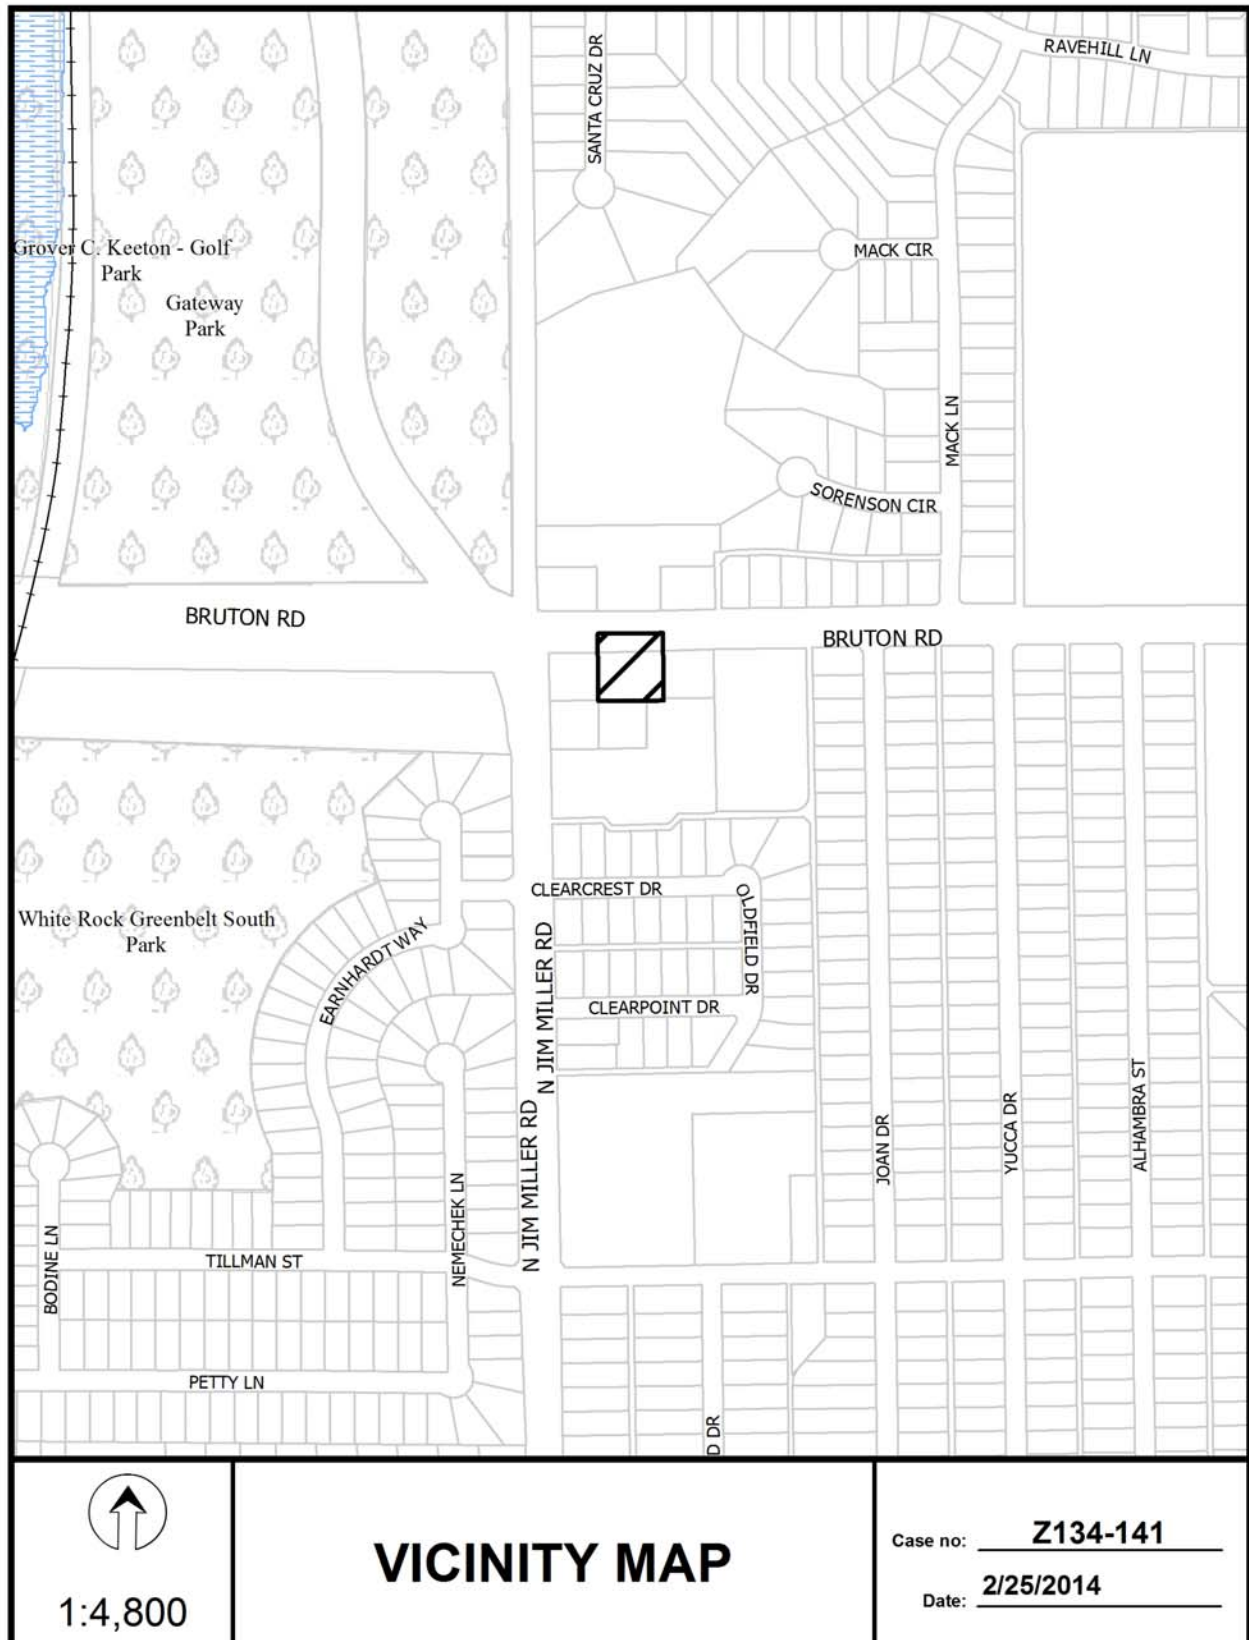 RAVEHILL LN
SANTA CRUZ DR
Grover C. Keeton - Golf
Park
MACK CIR
Gateway
Park
MACK LN
SORENSON CIR
BRUTON RD
BRUTON RD
CLEARCREST DR
OLDFIELD DR
White Rock Greenbelt South
Park
EARNHARDT WAY
N JIM MILLER RD
CLEARPOINT DR
JOAN DR
YUCCA DR
ALHAMBRA ST
N JIM MILLER RD
NEMECHEK LN
BODINE LN
TILLMAN ST
PETTY LN
D DR
1:4,800
VICINITY MAP
Case no: Z134-141
Date: 2/25/2014